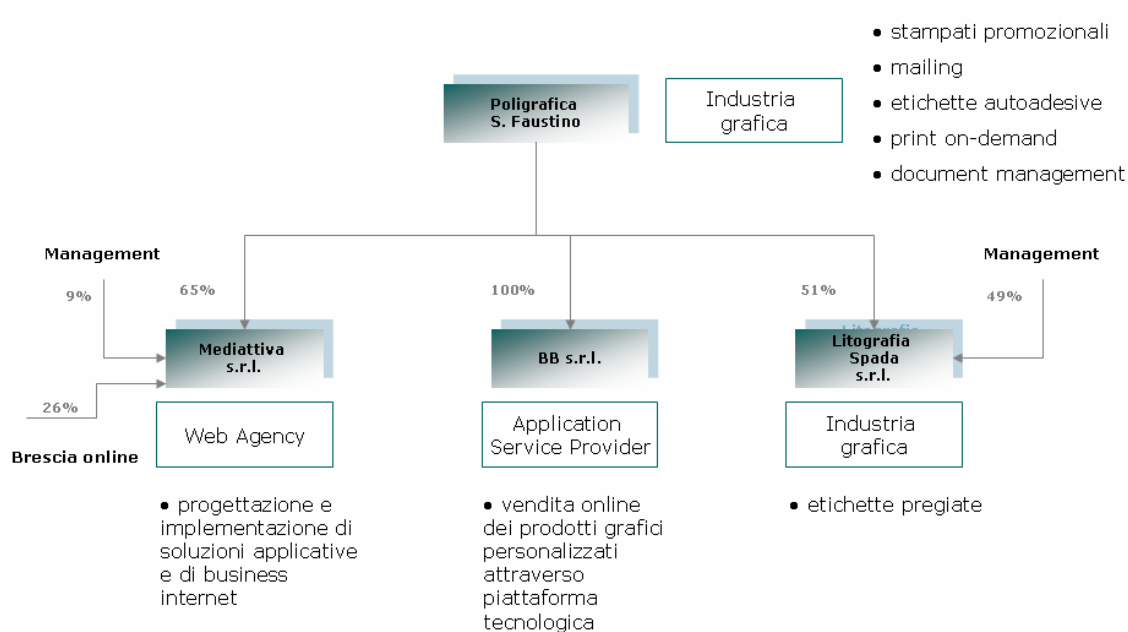 • stampati promozionali
• mailing
• etichette autoadesive
• print on-demand
• document management
Poligrafica
S. Faustino
Industria
grafica
Management
9%
65%
100%
51%
Management
49%
Mediattiva
s.r.l.
26%
Brescia online
BB s.r.l.
Litografia
Litografia
Spada
s.r.l.
Web Agency
Application
Service Provider
Industria
grafica
• progettazione e
implementazione di
soluzioni applicative
e di business
internet
• vendita online
dei prodotti grafici
personalizzati
attraverso
piattaforma
tecnologica
• etichette pregiate